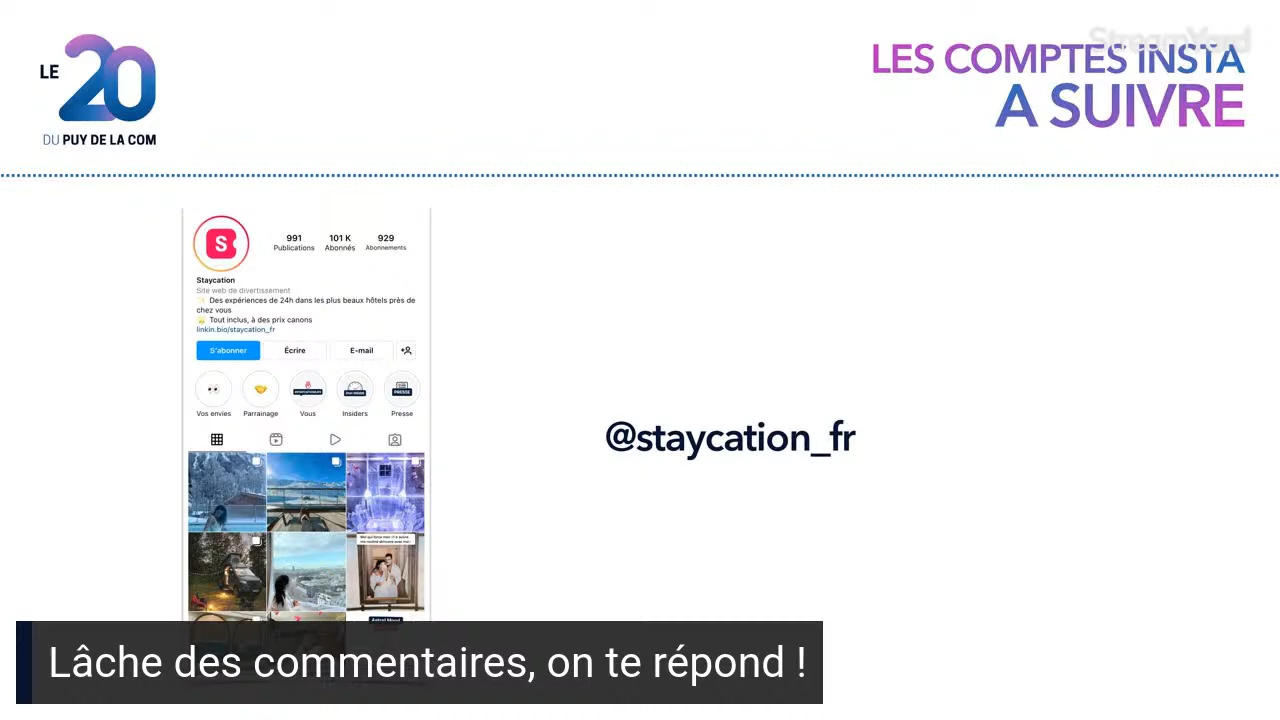 LE 20
DU PUY DE LA COM
StreamYard
LES COMPTES INSTA
A SUIVRE
S
991
101 K
929
Publications
Abonnés
Abonnements
Staycation
Site web de divertissement
Des expériences de 24h dans les plus beaux hôtels près de
chez vous
Tout inclus, à des prix canons
linkin.bio/staycation_fr
S'abonner
Écrire
E-mail
PRESSE
Vos envies
Parrainage
Vous
Insiders
Presse
@staycation_fr
Lâche des commentaires, on te répond !